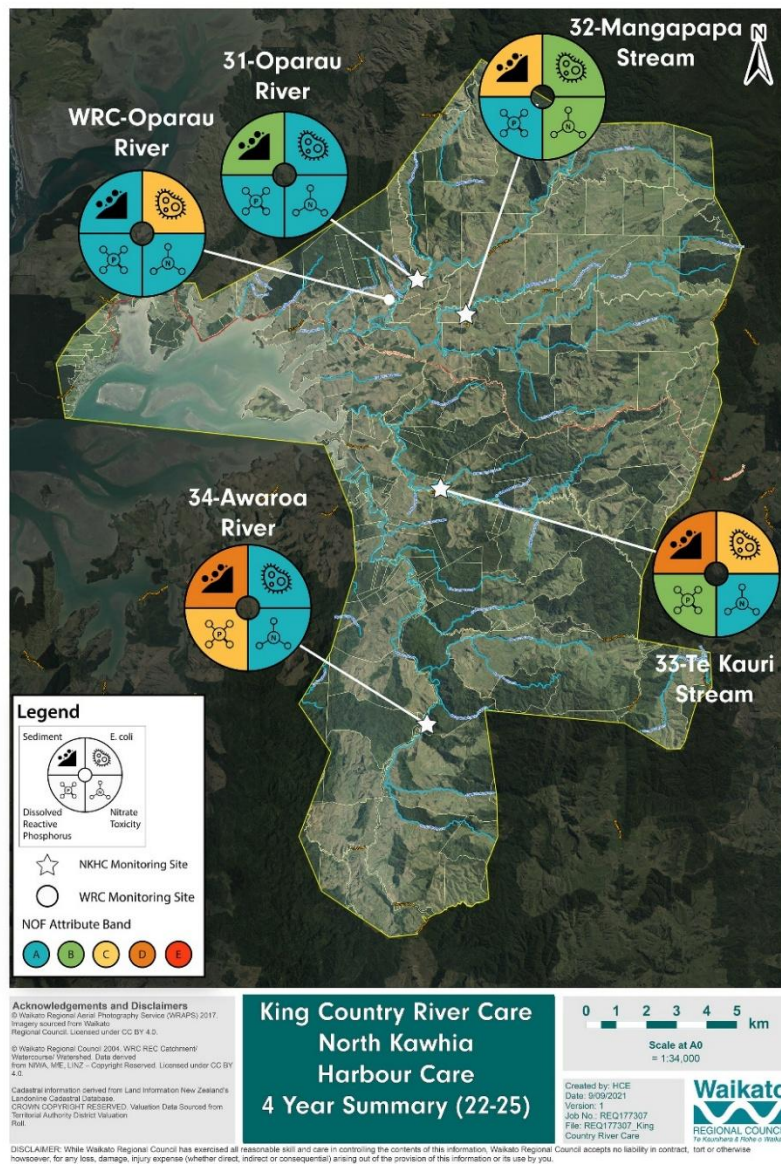 32-Mangapapa
Stream
N
31-Oparau
River
WRC-Oparau
River
P
N
P
N
P
N
34-Awaroa
River
P
N
P
N
33-Te Kauri
Stream
Legend
Sediment
E. coli
P
N
Dissolved
Reactive
Phosphorus
Nitrate
Toxicity
NKHC Monitoring Site
WRC Monitoring Site
NOF Attribute Band
A B C D E
Acknowledgements and Disclaimers
© Waikato Regional Aerial Photography Service (WRAPS) 2017.
Imagery sourced from Waikato
Regional Council. Licensed under CC BY 4.0.
© Waikato Regional Council 2004. WRC REC Catchment/
Watercourse/ Watershed. Data derived
from NIWA, MfE, LINZ – Copyright Reserved. Licensed under CC BY
4.0.
Cadastral information derived from Land Information New Zealand's
Landonline Cadastral Database.
CROWN COPYRIGHT RESERVED. Valuation Data Sourced from
Territorial Authority District Valuation
Roll.
King Country River Care
North Kawhia
Harbour Care
4 Year Summary (22-25)
0 1 2 3 4 5
km
Scale at A0
= 1:34,000
Created by: HCE
Date: 9/09/2021
Version: 1
Job No.: REQ177307
File: REQ177307_King
Country River Care
Waikato
REGIONAL COUNCIL
Te Kaunihera ā Rohe o Waikato
DISCLAIMER: While Waikato Regional Council has exercised all reasonable skill and care in controlling the contents of this information, Waikato Regional Council accepts no liability in contract, tort or otherwise
howsoever, for any loss, damage, injury expense (whether direct, indirect or consequential) arising out of the provision of this information or its use by you.